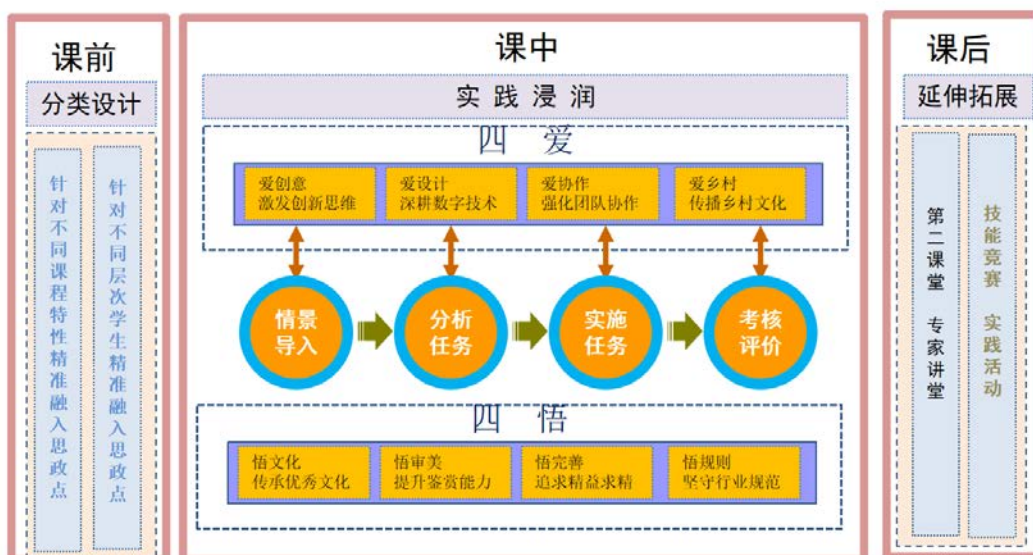 课前
分类设计
针对不同课程特性精准融入思政点
针对不同层次学生精准融入思政点
课中
实践浸润
四 爱
爱创意
激发创新思维
爱设计
深耕数字技术
爱协作
强化团队协作
爱乡村
传播乡村文化
情景
导入
分析
任务
实施
任务
考核
评价
四 悟
悟文化
传承优秀文化
悟审美
提升鉴赏能力
悟完善
追求精益求精
悟规则
坚守行业规范
课后
延伸拓展
第二课堂 专家讲堂
技能竞赛 实践活动